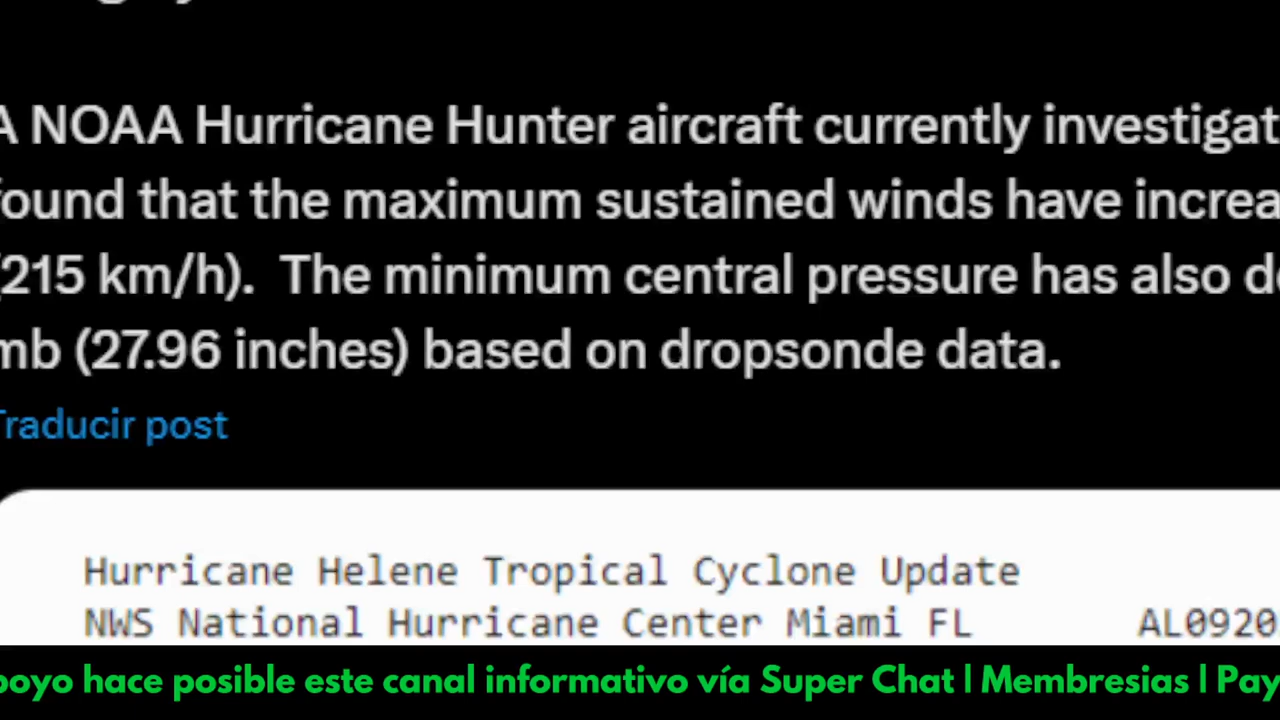 A NOAA Hurricane Hunter aircraft currently investigat
found that the maximum sustained winds have increa
(215 km/h). The minimum central pressure has also d
mb (27.96 inches) based on dropsonde data.
Traducir post
Hurricane Helene Tropical Cyclone Update
NWS National Hurricane Center Miami FL AL0920
poyo hace posible este canal informativo vía Super Chat | Membresias | Pay